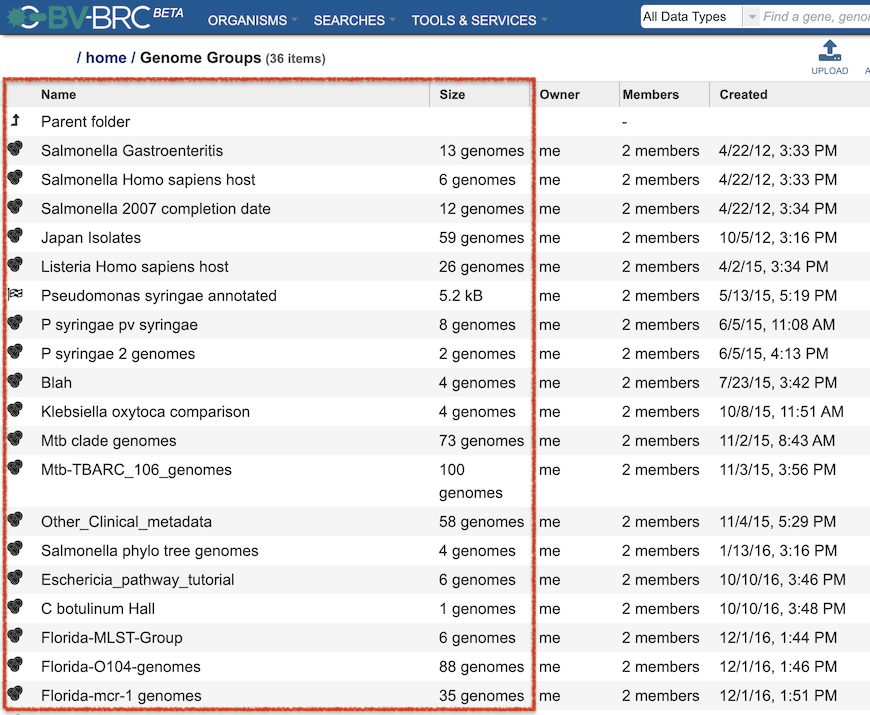 BV-BRC BETA ORGANISMS SEARCHES TOOLS & SERVICES All Data Types Find a gene,
/ home / Genome Groups (36 items)
UPLOAD
Name Size Owner Members Created
Parent folder -
Salmonella Gastroenteritis 13 genomes me 2 members 4/22/12, 3:33 PM
Salmonella Homo sapiens host 6 genomes me 2 members 4/22/12, 3:33 PM
Salmonella 2007 completion date 12 genomes me 2 members 4/22/12, 3:34 PM
Japan Isolates 59 genomes me 2 members 10/5/12, 3:16 PM
Listeria Homo sapiens host 26 genomes me 2 members 4/2/15, 3:34 PM
Pseudomonas syringae annotated 5.2 kB me 2 members 5/13/15, 5:19 PM
P syringae pv syringae 8 genomes me 2 members 6/5/15, 11:08 AM
P syringae 2 genomes 2 genomes me 2 members 6/5/15, 4:13 PM
Blah 4 genomes me 2 members 7/23/15, 3:42 PM
Klebsiella oxytoca comparison 4 genomes me 2 members 10/8/15, 11:51 AM
Mtb clade genomes 73 genomes me 2 members 11/2/15, 8:43 AM
Mtb-TBARC_106_genomes 100 me 2 members 11/3/15, 3:56 PM
genomes
Other_Clinical_metadata 58 genomes me 2 members 11/4/15, 5:29 PM
Salmonella phylo tree genomes 4 genomes me 2 members 1/13/16, 3:16 PM
Eschericia_pathway_tutorial 6 genomes me 2 members 10/10/16, 3:46 PM
C botulinum Hall 1 genomes me 2 members 10/10/16, 3:48 PM
Florida-MLST-Group 6 genomes me 2 members 12/1/16, 1:44 PM
Florida-O104-genomes 88 genomes me 2 members 12/1/16, 1:46 PM
Florida-mcr-1 genomes 35 genomes me 2 members 12/1/16, 1:51 PM